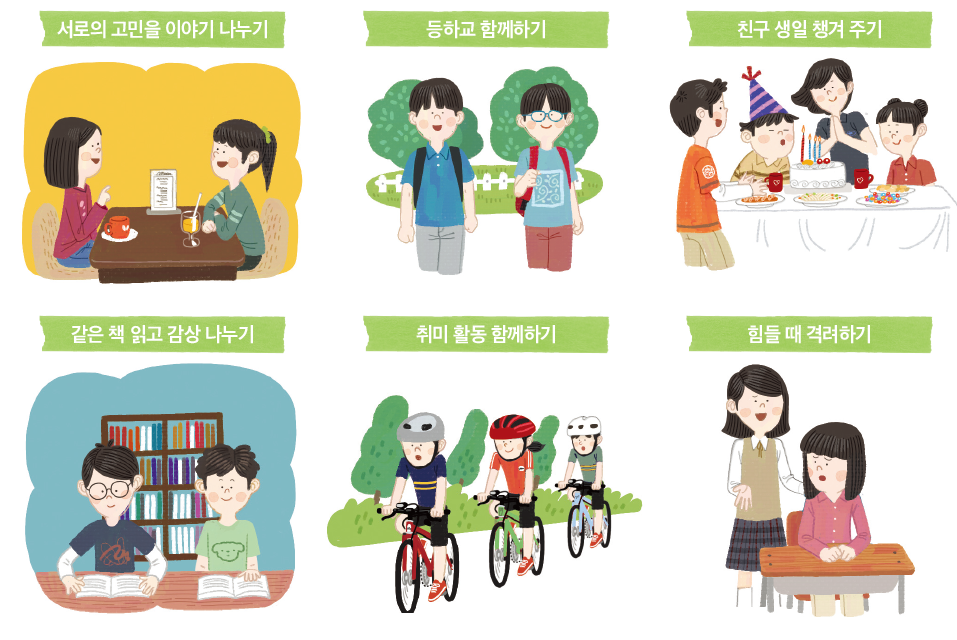 서로의 고민을 이야기 나누기
등하교 함께하기
친구 생일 챙겨 주기
같은 책 읽고 감상 나누기
취미 활동 함께하기
힘들 때 격려하기